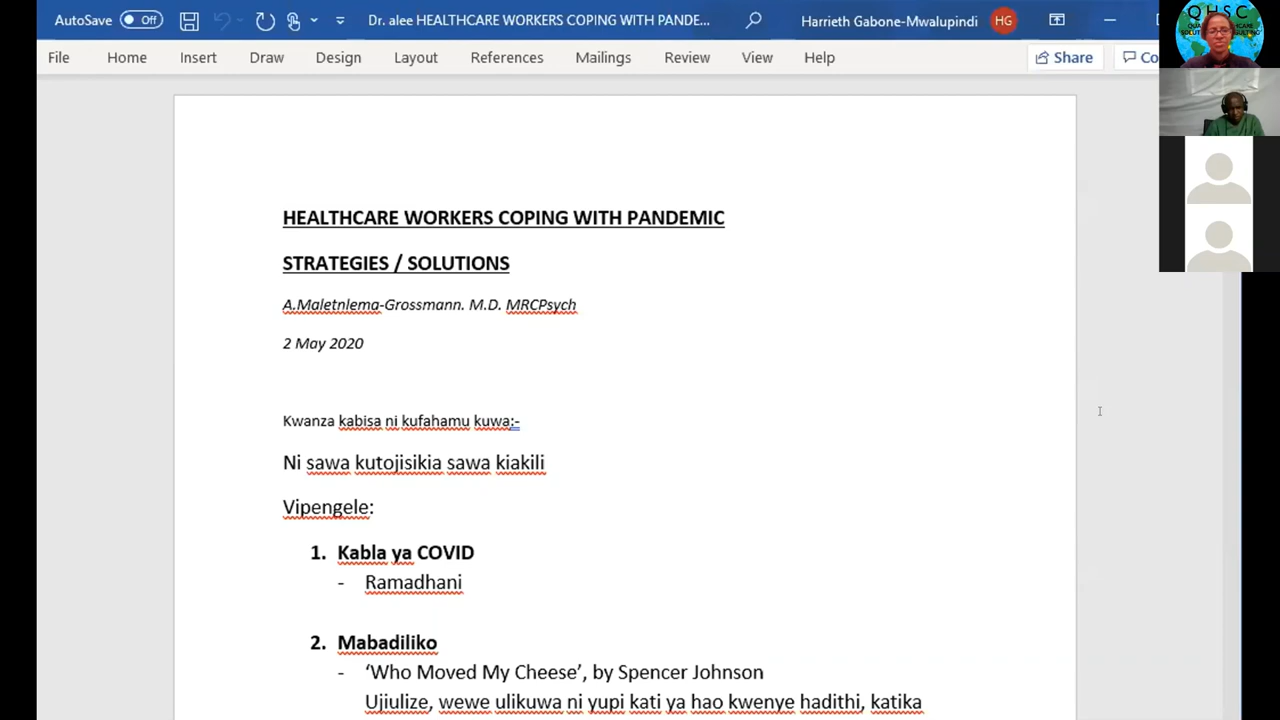 AutoSave Off Dr. alee HEALTHCARE WORKERS COPING WITH PANDE... Harrieth Gabone-Mwalupindi HG
QHSC
File Home Insert Draw Design Layout References Mailings Review View Help Share Co
HEALTHCARE WORKERS COPING WITH PANDEMIC
STRATEGIES / SOLUTIONS
A.Maletnlema-Grossmann. M.D. MRCPsych
2 May 2020
Kwanza kabisa ni kufahamu kuwa:-
Ni sawa kutojisikia sawa kiakili
Vipengele:
1. Kabla ya COVID
- Ramadhani
2. Mabadiliko
- ‘Who Moved My Cheese’, by Spencer Johnson
Ujiulize, wewe ulikuwa ni yupi kati ya hao kwenye hadithi, katika